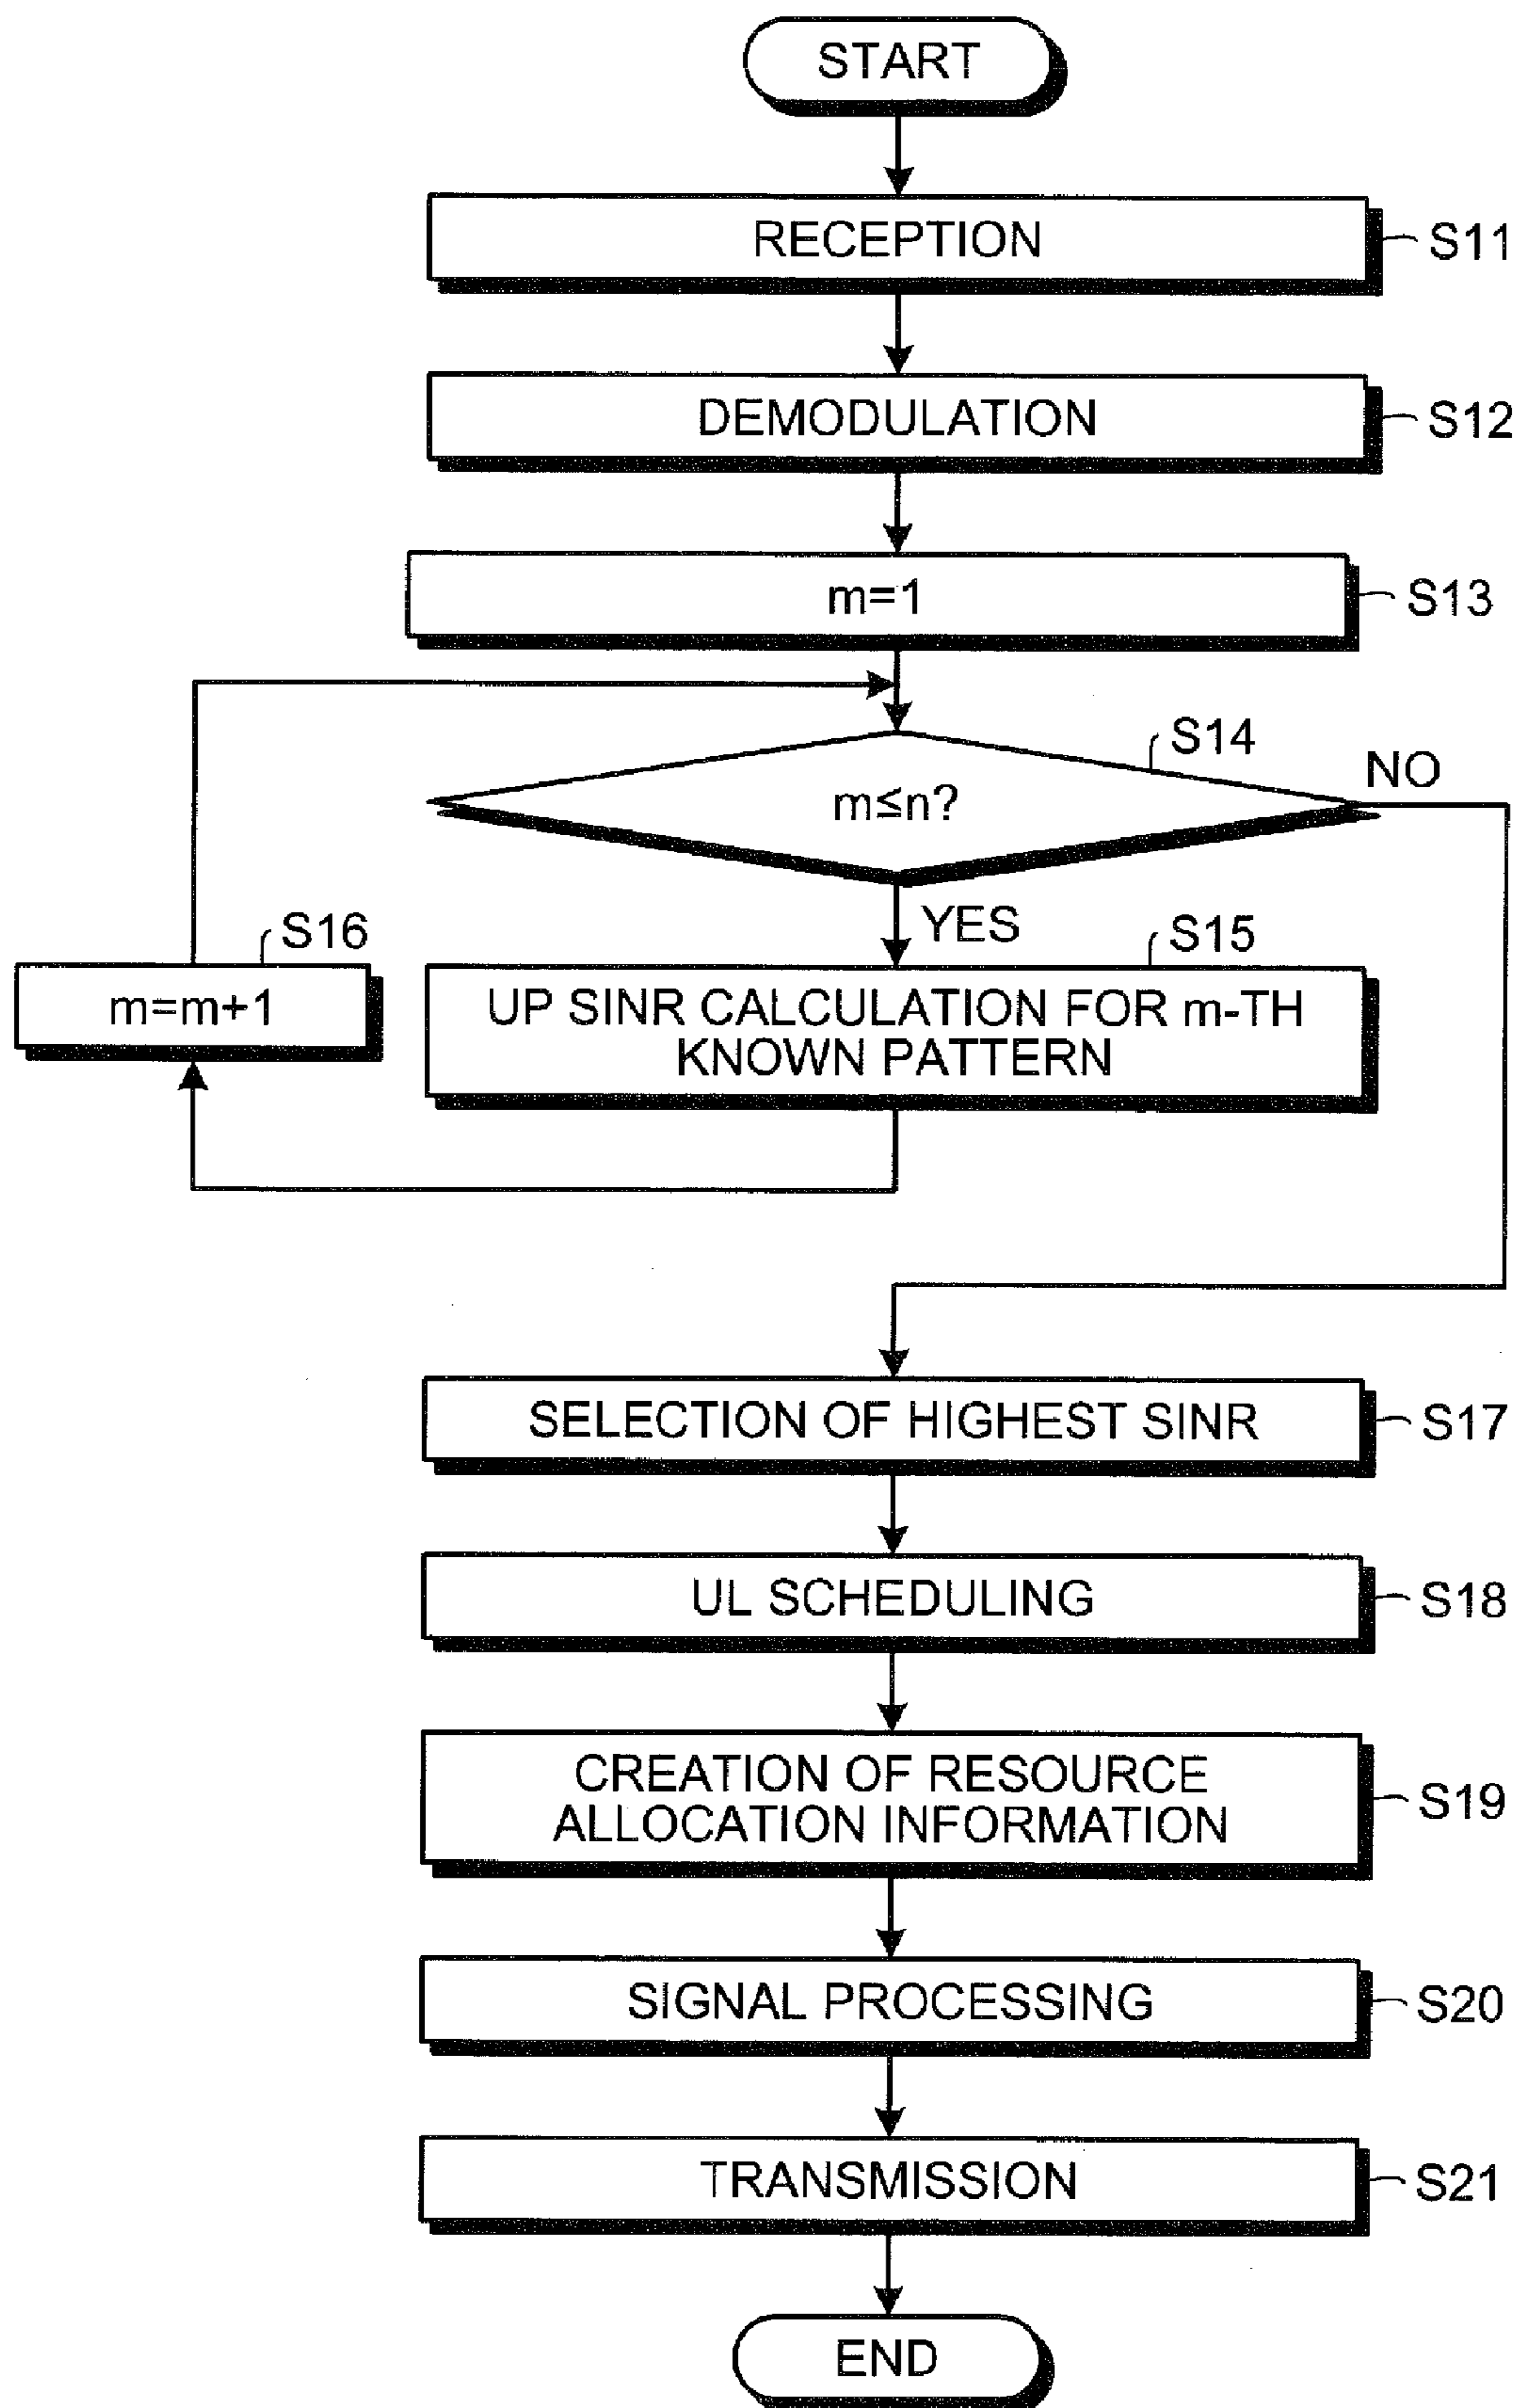 START
RECEPTION
S11
DEMODULATION
S12
m=1
S13
S14
NO
m≤n?
YES
S16
S15
m=m+1
UP SINR CALCULATION FOR m-TH
KNOWN PATTERN
SELECTION OF HIGHEST SINR
S17
UL SCHEDULING
S18
CREATION OF RESOURCE
ALLOCATION INFORMATION
S19
SIGNAL PROCESSING
S20
TRANSMISSION
S21
END